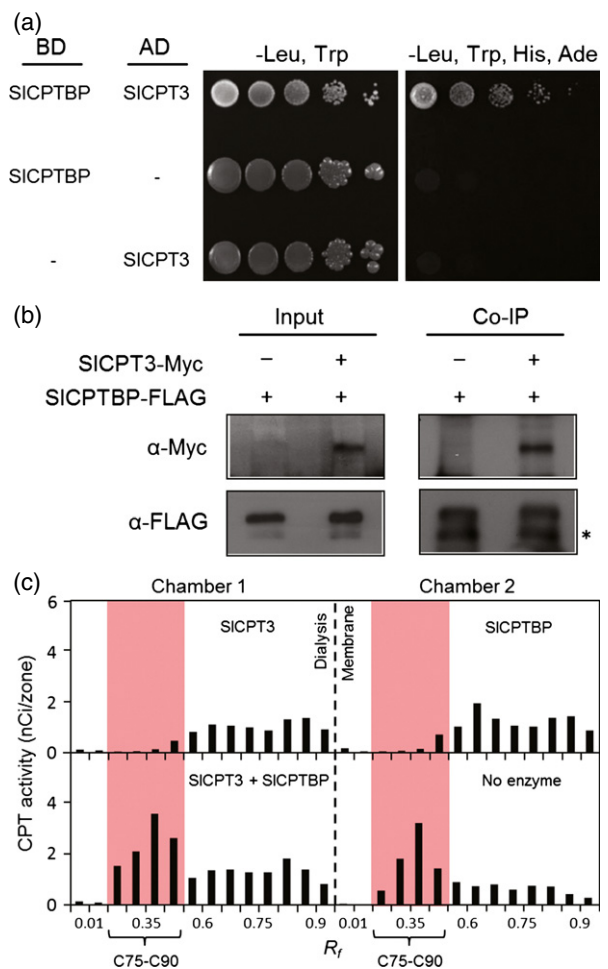 (a)
BD AD -Leu, Trp -Leu, Trp, His, Ade
SlCPTBP SlCPT3
SlCPTBP -
- SlCPT3
(b)
Input Co-IP
SlCPT3-Myc – + – +
SlCPTBP-FLAG + + + +
α-Myc
α-FLAG *
(c)
Chamber 1 Chamber 2
6
SlCPT3 Dialysis Membrane SlCPTBP
4
2
0
CPT activity (nCi/zone)
SlCPT3 + SlCPTBP No enzyme
4
2
0
0.01 0.35 0.6 0.75 0.9 0.01 0.35 0.6 0.75 0.9
C75-C90 Rf C75-C90